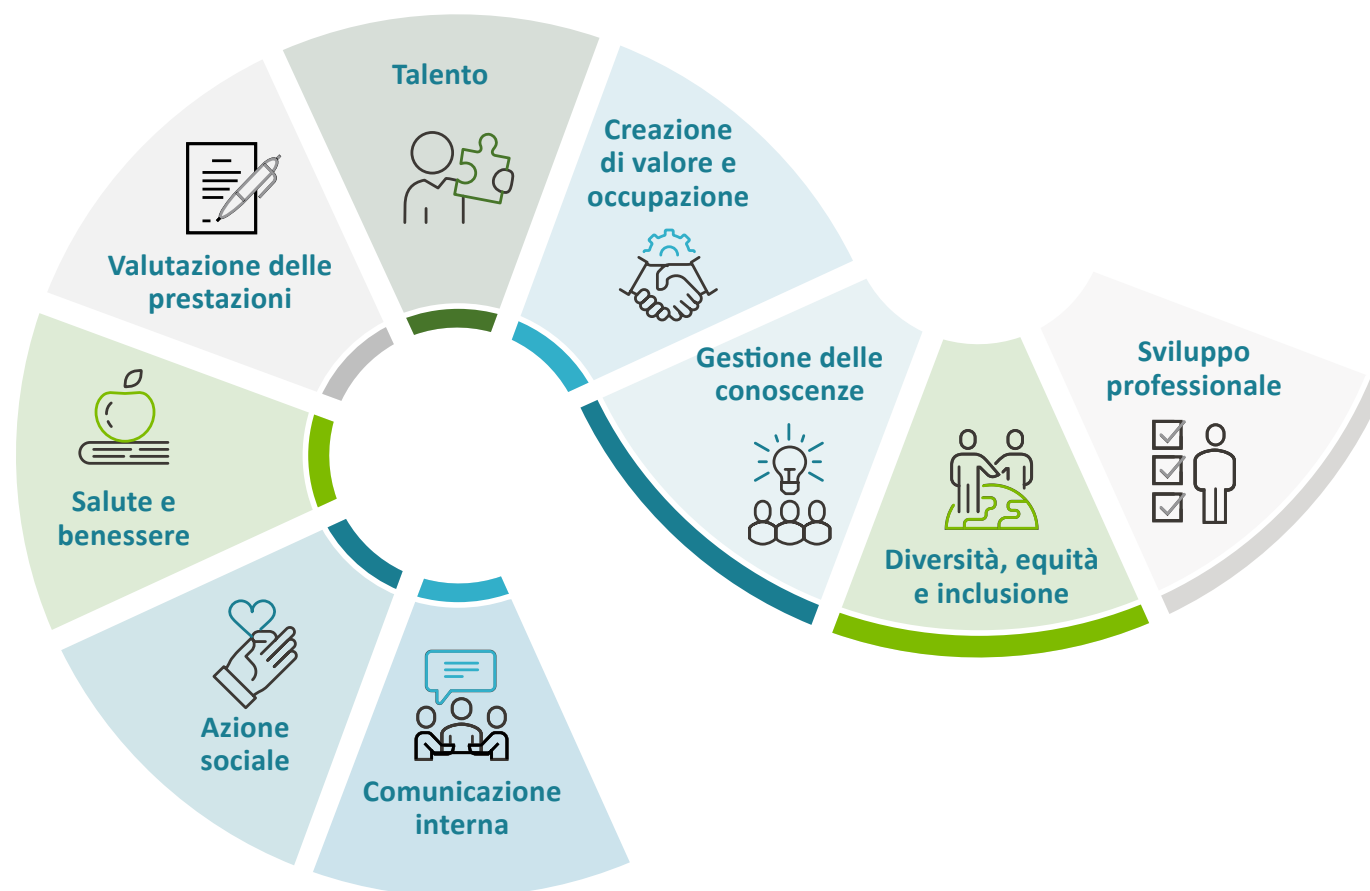 Talento
Creazione
di valore e
occupazione
Valutazione delle
prestazioni
Gestione delle
conoscenze
Sviluppo
professionale
Salute e
benessere
Diversità, equità
e inclusione
Azione
sociale
Comunicazione
interna